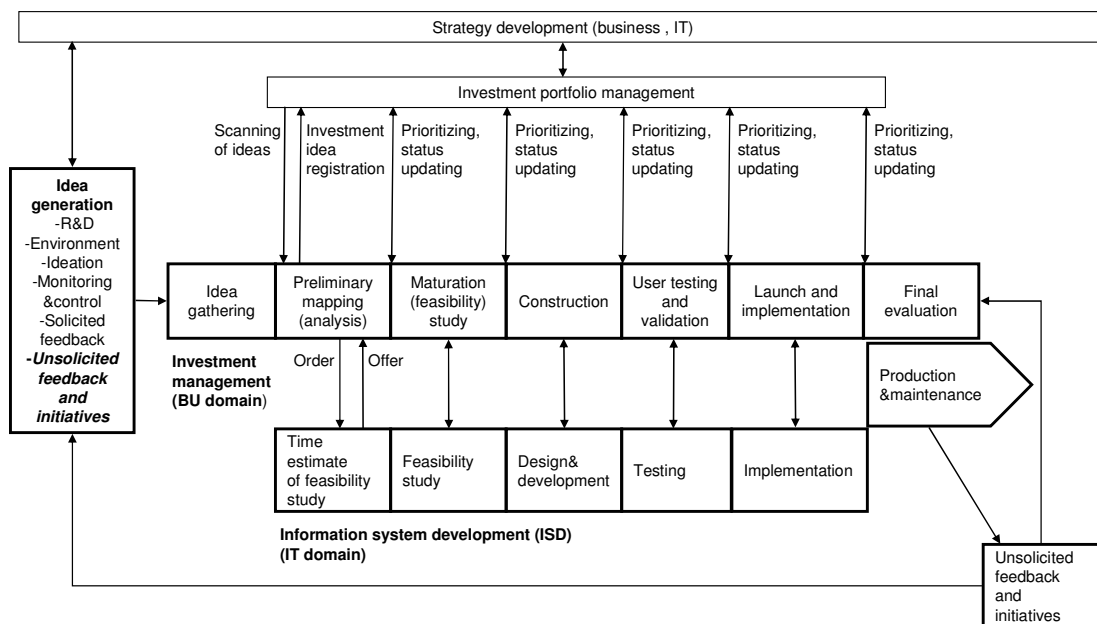 Strategy development (business , IT)
Investment portfolio management
Scanning
of ideas
Investment
idea
registration
Prioritizing,
status
updating
Prioritizing,
status
updating
Prioritizing,
status
updating
Prioritizing,
status
updating
Prioritizing,
status
updating
Idea
generation
-R&D
-Environment
-Ideation
-Monitoring
&control
-Solicited
feedback
-Unsolicited
feedback
and
initiatives
Idea
gathering
Preliminary
mapping
(analysis)
Maturation
(feasibility)
study
Construction
User testing
and
validation
Launch and
implementation
Final
evaluation
Investment
management
(BU domain)
Order
Offer
Production
&maintenance
Time
estimate
of feasibility
study
Feasibility
study
Design&
development
Testing
Implementation
Information system development (ISD)
(IT domain)
Unsolicited
feedback
and
initiatives